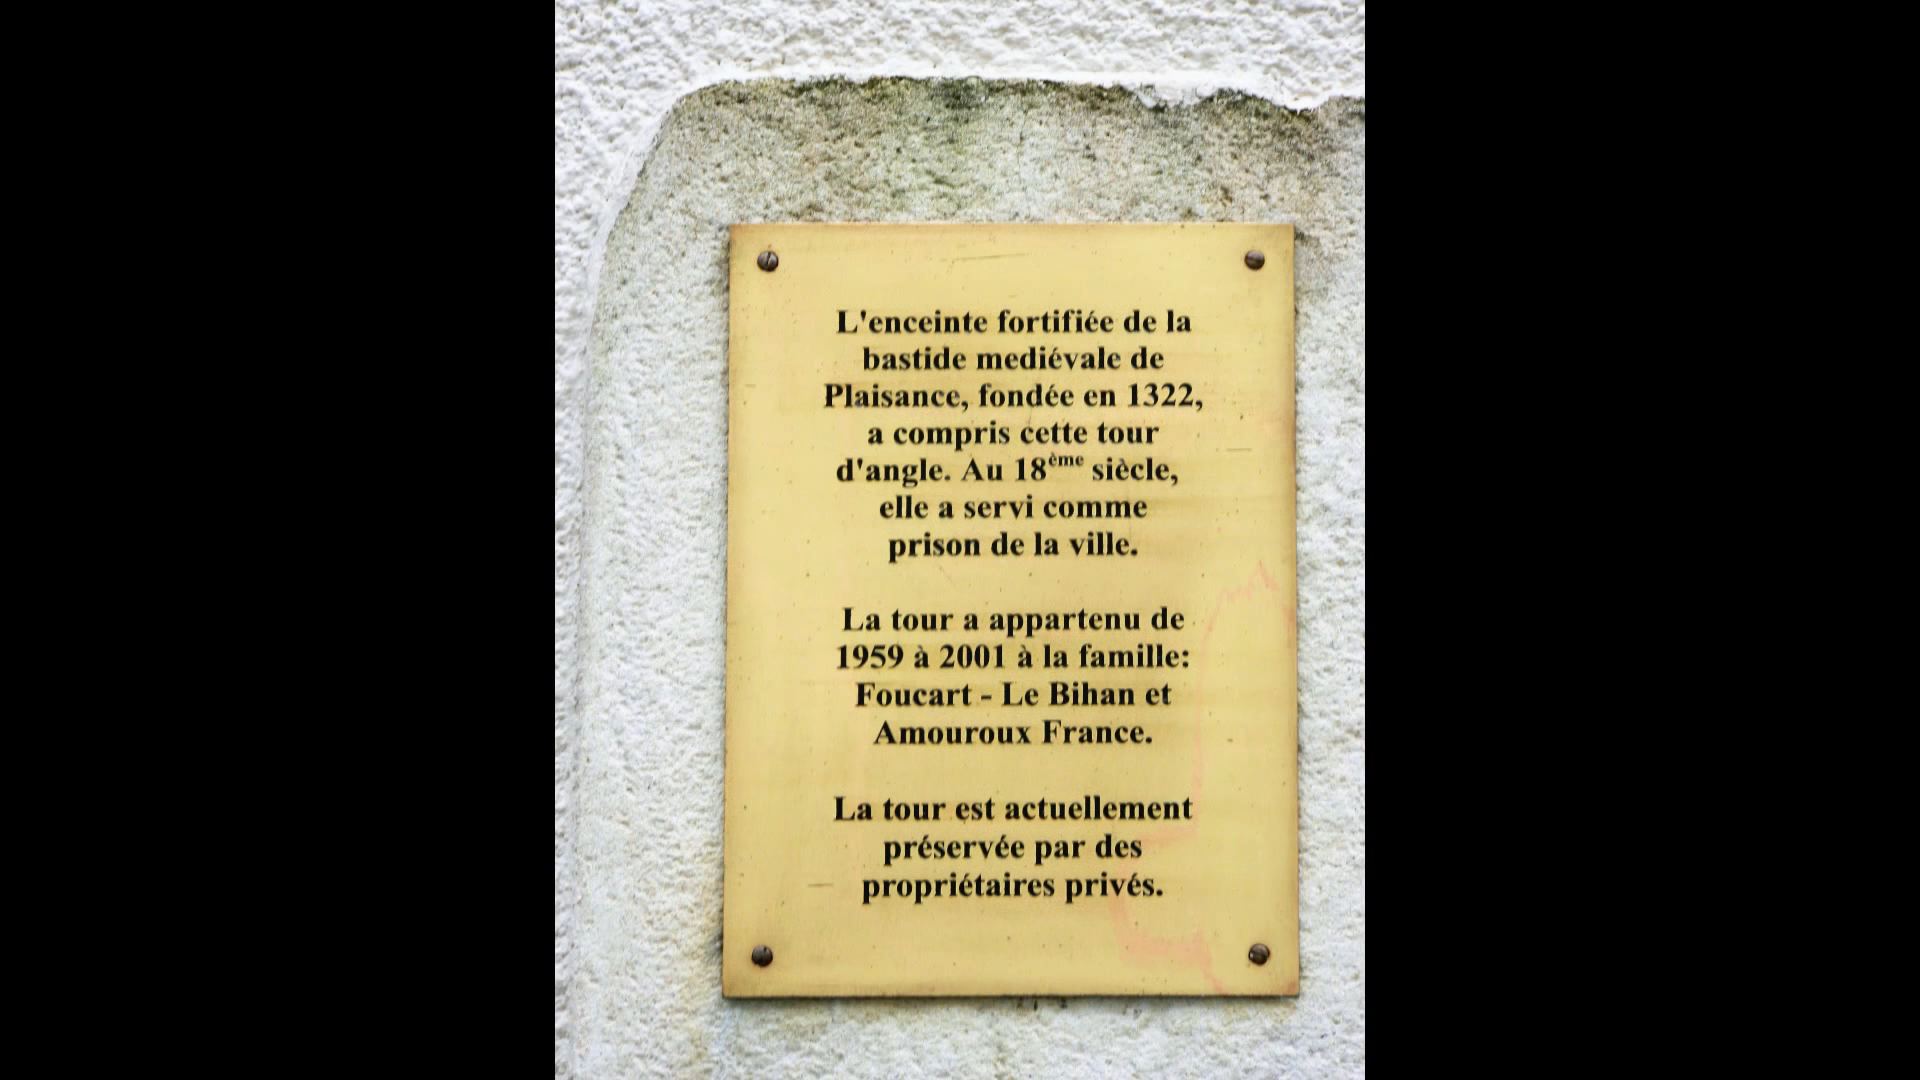 L'enceinte fortifiée de la
bastide mediévale de
Plaisance, fondée en 1322,
a compris cette tour
d'angle. Au 18ème siècle,
elle a servi comme
prison de la ville.
La tour a appartenu de
1959 à 2001 à la famille:
Foucart - Le Bihan et
Amouroux France.
La tour est actuellement
préservée par des
propriétaires privés.